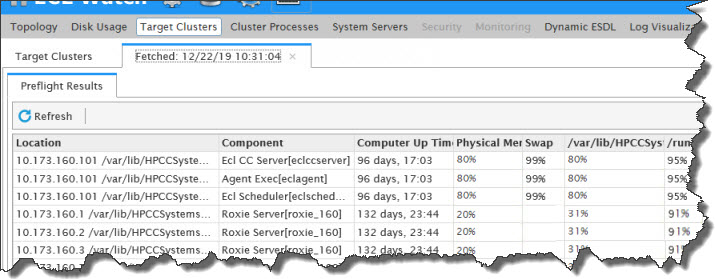 Topology Disk Usage Target Clusters Cluster Processes System Servers Security Monitoring Dynamic ESDL Log Visualiz
Target Clusters Fetched: 12/22/19 10:31:04 ×
Preflight Results
Refresh
Location Component Computer Up Tim Physical Mer Swap /var/lib/HPCCSys /run
10.173.160.101 /var/lib/HPCCSyste... Ecl CC Server[eclccserver] 96 days, 17:03 80% 99% 80% 95%
10.173.160.101 /var/lib/HPCCSyste... Agent Exec[eclagent] 96 days, 17:03 80% 99% 80% 95%
10.173.160.101 /var/lib/HPCCSyste... Ecl Scheduler[eclsched... 96 days, 17:03 80% 99% 80% 95%
10.173.160.1 /var/lib/HPCCSystems... Roxie Server[roxie_160] 132 days, 23:44 20% 31% 91%
10.173.160.2 /var/lib/HPCCSystems... Roxie Server[roxie_160] 132 days, 23:44 20% 31% 91%
10.173.160.3 /var/lib/HPCCSystems... Roxie Server[roxie_160] 132 days, 23:44 20% 31% 91%